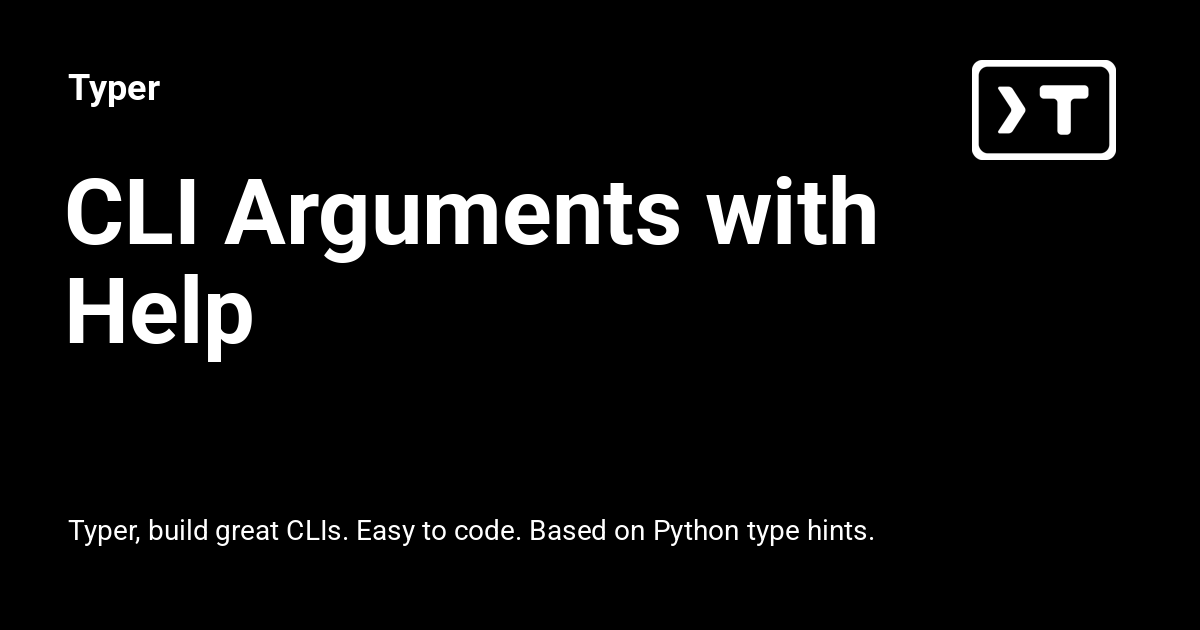 Typer
❯T
CLI Arguments with
Help
Typer, build great CLIs. Easy to code. Based on Python type hints.